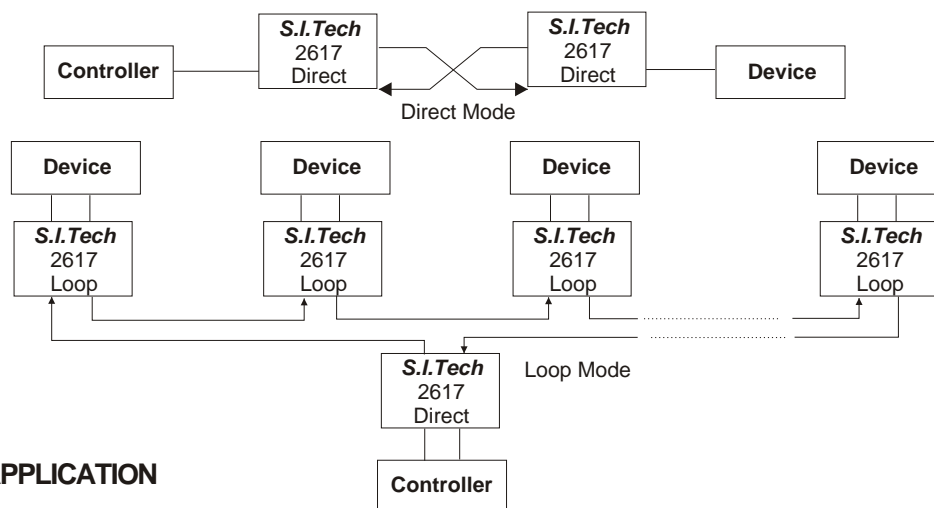 S.I.Tech
2617
Direct
S.I.Tech
2617
Direct
Controller
Device
Direct Mode
Device
Device
Device
Device
S.I.Tech
2617
Loop
S.I.Tech
2617
Loop
S.I.Tech
2617
Loop
S.I.Tech
2617
Loop
S.I.Tech
2617
Direct
Loop Mode
Controller
PPLICATION